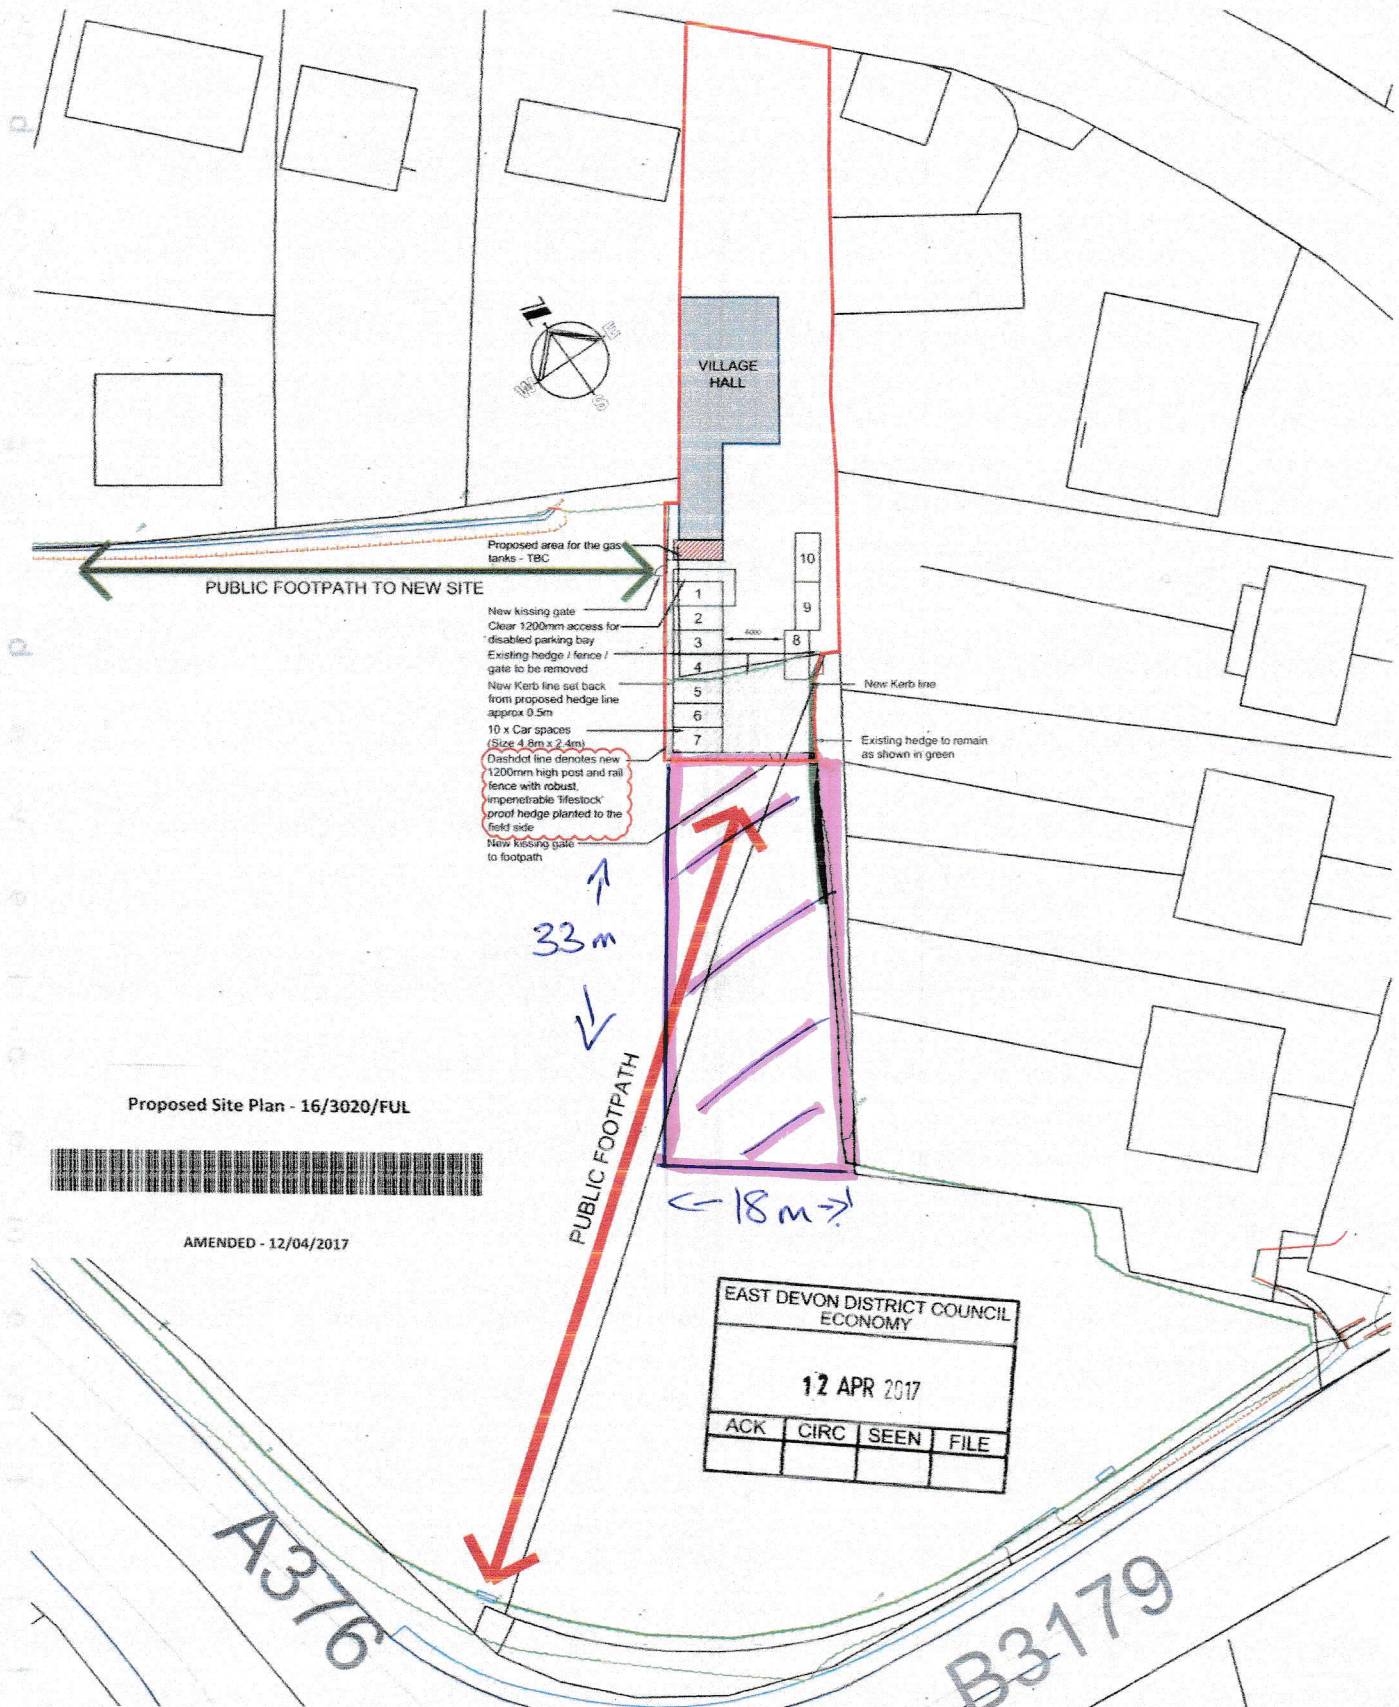 VILLAGE
HALL
Proposed area for the gas
tanks - TBC
PUBLIC FOOTPATH TO NEW SITE
New kissing gate
Clear 1200mm access for
disabled parking bay
Existing hedge / fence /
gate to be removed
New Kerb line set back
from proposed hedge line
approx 0.5m
10 x Car spaces
(Size 4.8m x 2.4m)
Dashdot line denotes new
1200mm high post and rail
fence with robust,
impenetrable 'lifestock'
proof hedge planted to the
field side
New kissing gate
to footpath
1
2
3
4
5
6
7
8
9
10
6000
New Kerb line
Existing hedge to remain
as shown in green
33m
18m
PUBLIC FOOTPATH
Proposed Site Plan - 16/3020/FUL
AMENDED - 12/04/2017
EAST DEVON DISTRICT COUNCIL
ECONOMY
12 APR 2017
ACK CIRC SEEN FILE
A376
B3179